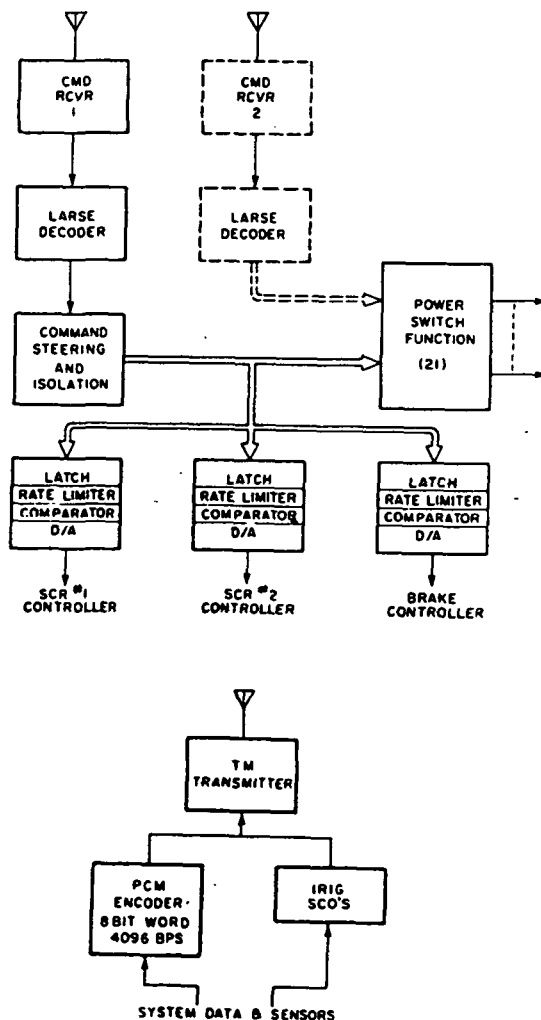 CMD
RCVR
1
CMD
RCVR
2
LARSE
DECODER
LARSE
DECODER
COMMAND
STEERING
AND
ISOLATION
POWER
SWITCH
FUNCTION
(21)
LATCH
RATE LIMITER
COMPARATOR
D/A
LATCH
RATE LIMITER
COMPARATOR
D/A
LATCH
RATE LIMITER
COMPARATOR
D/A
SCR #1
CONTROLLER
SCR #2
CONTROLLER
BRAKE
CONTROLLER
TM
TRANSMITTER
PCM
ENCODER
8 BIT WORD
4096 BPS
IRIG
SCO'S
SYSTEM DATA & SENSORS